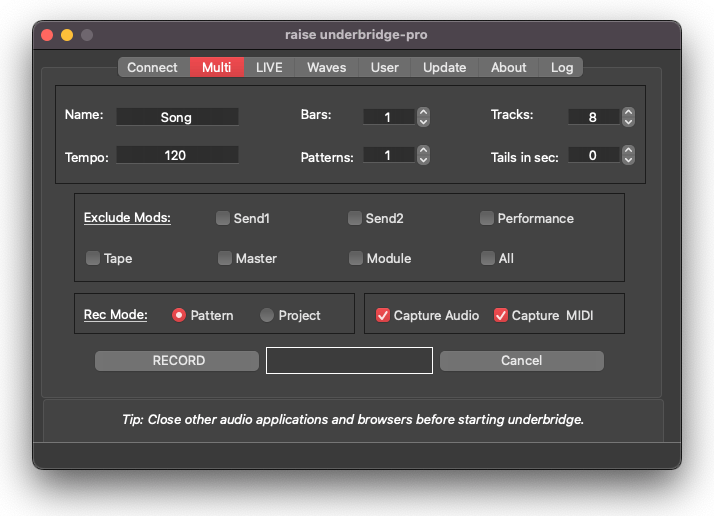 raise underbridge-pro
Connect Multi LIVE Waves User Update About Log
Name: Song Bars: 1 Tracks: 8
Tempo: 120 Patterns: 1 Tails in sec: 0
Exclude Mods: Send1 Send2 Performance
Tape Master Module All
Rec Mode: Pattern Project Capture Audio Capture MIDI
RECORD Cancel
Tip: Close other audio applications and browsers before starting underbridge.